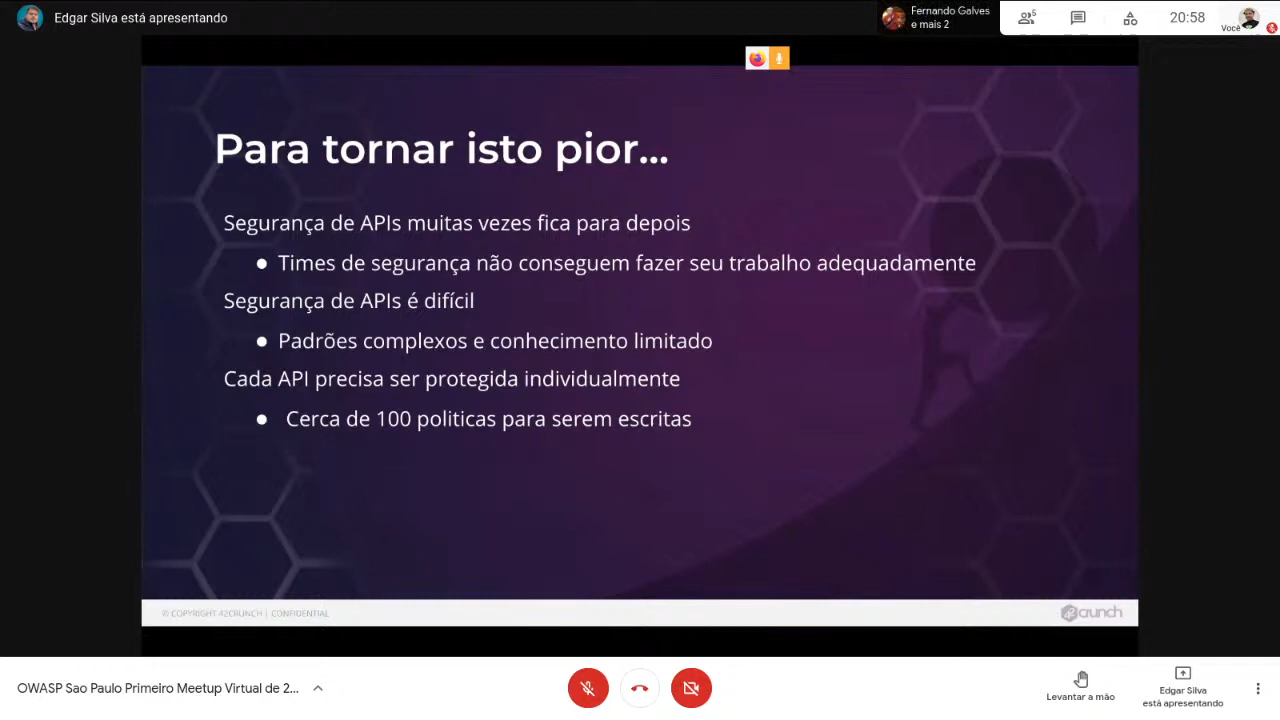 Edgar Silva está apresentando
Fernando Galves
e mais 2
5
20:58
Você
Para tornar isto pior...
Segurança de APIs muitas vezes fica para depois
● Times de segurança não conseguem fazer seu trabalho adequadamente
Segurança de APIs é difícil
● Padrões complexos e conhecimento limitado
Cada API precisa ser protegida individualmente
● Cerca de 100 politicas para serem escritas
© COPYRIGHT 42CRUNCH | CONFIDENTIAL
42crunch
OWASP Sao Paulo Primeiro Meetup Virtual de 2...
Levantar a mão
Edgar Silva
está apresentando